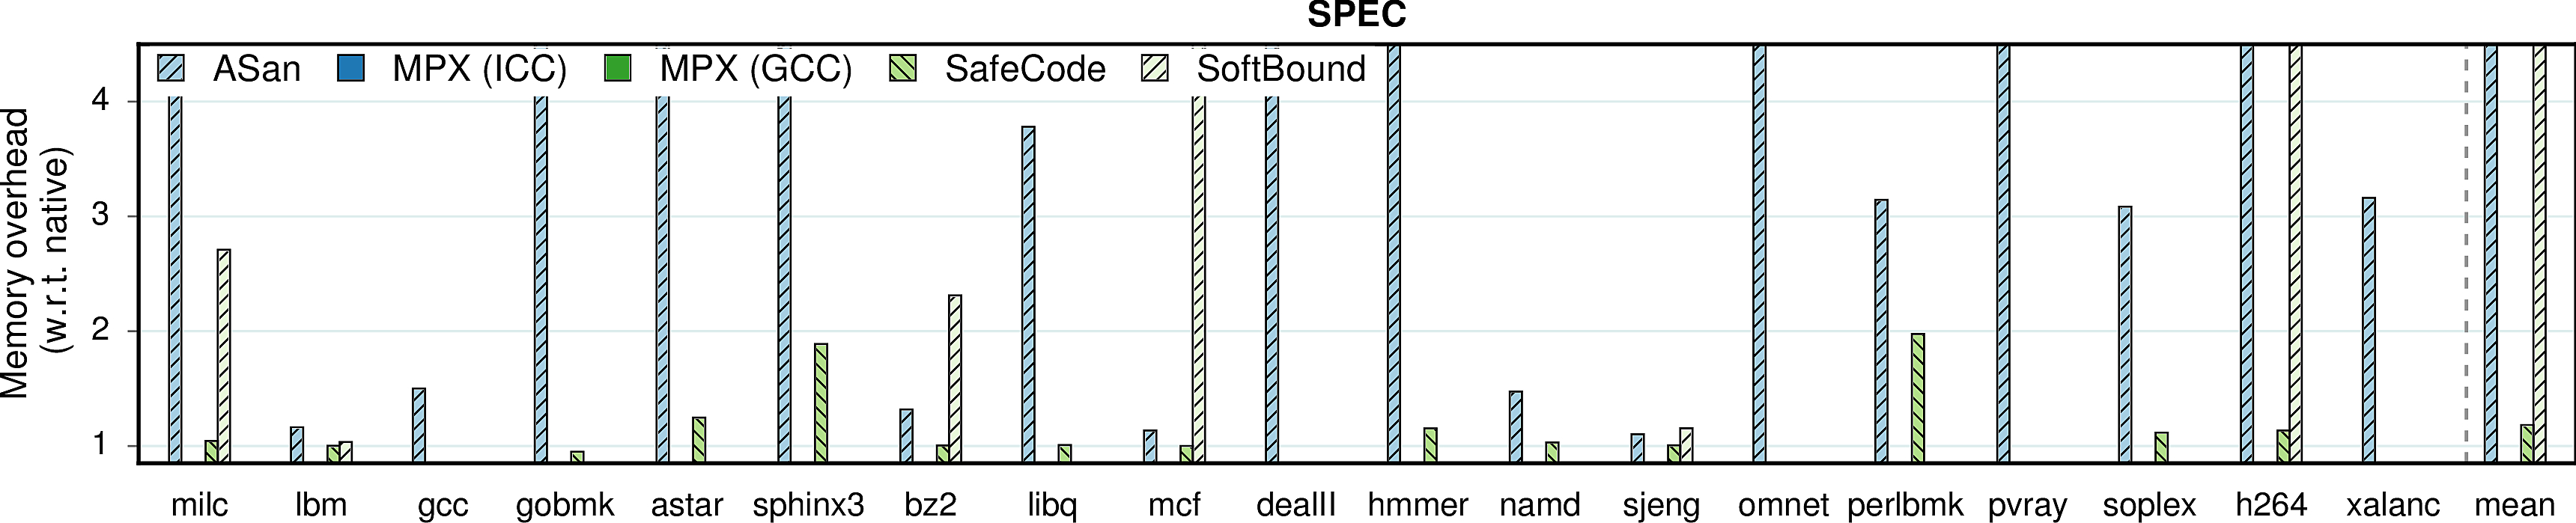 SPEC
ASan MPX (ICC) MPX (GCC) SafeCode SoftBound
Memory overhead
(w.r.t. native)
4
3
2
1
milc lbm gcc gobmk astar sphinx3 bz2 libq mcf dealII hmmer namd sjeng omnet perlbmk pvray soplex h264 xalanc mean